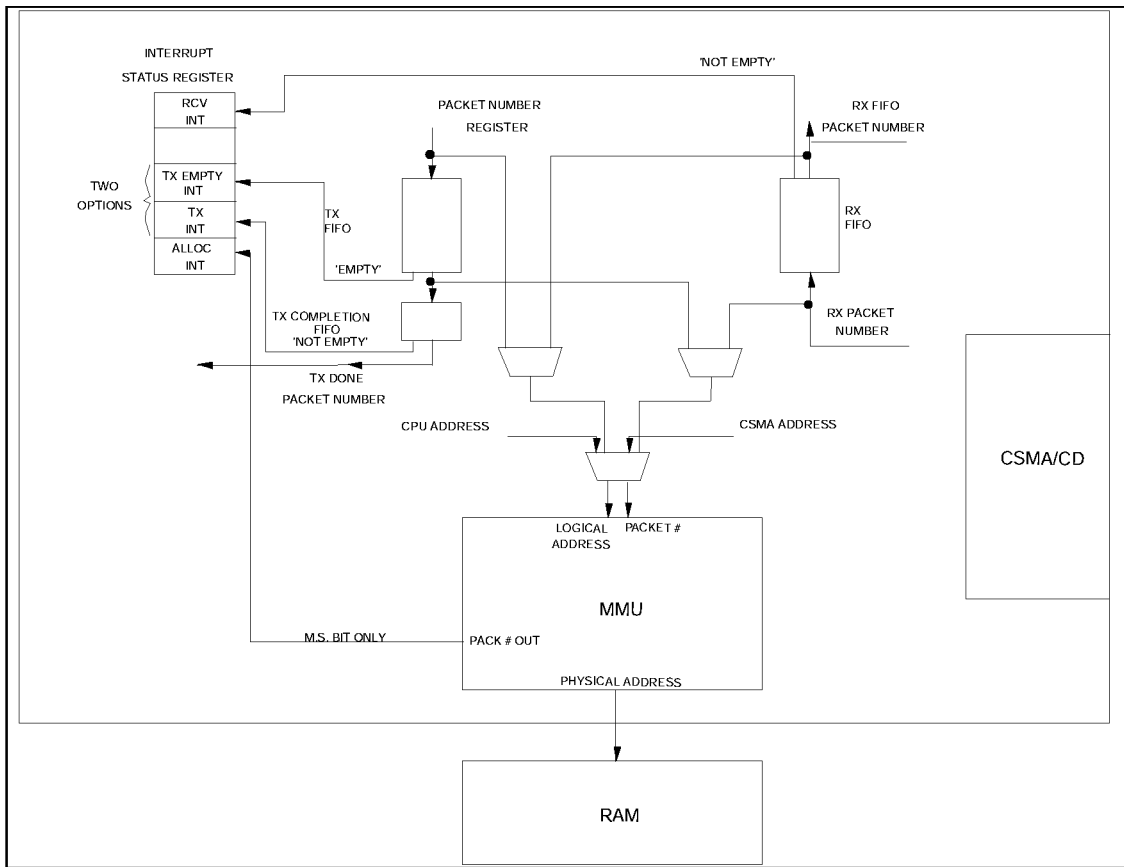 INTERRUPT
STATUS REGISTER
RCV
INT
TX EMPTY
INT
TX
INT
ALLOC
INT
TWO
OPTIONS
'NOT EMPTY'
PACKET NUMBER
REGISTER
RX FIFO
PACKET NUMBER
TX
FIFO
RX
FIFO
'EMPTY'
TX COMPLETION
FIFO
'NOT EMPTY'
RX PACKET
NUMBER
TX DONE
PACKET NUMBER
CPU ADDRESS
CSMA ADDRESS
CSMA/CD
LOGICAL
ADDRESS
PACKET #
MMU
M.S. BIT ONLY
PACK # OUT
PHYSICAL ADDRESS
RAM